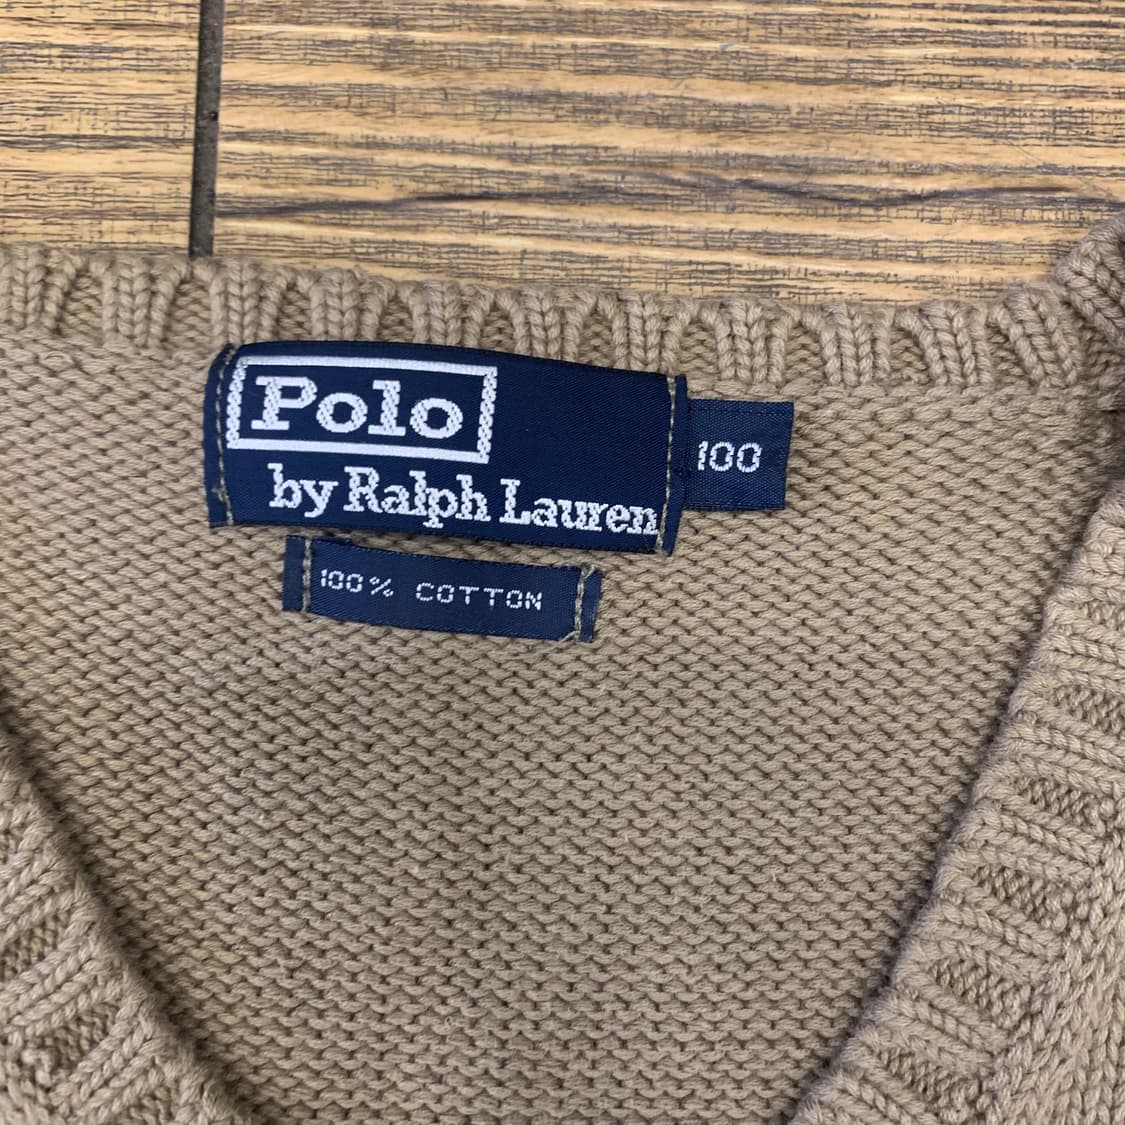 Polo
by Ralph Lauren
100
100% COTTON